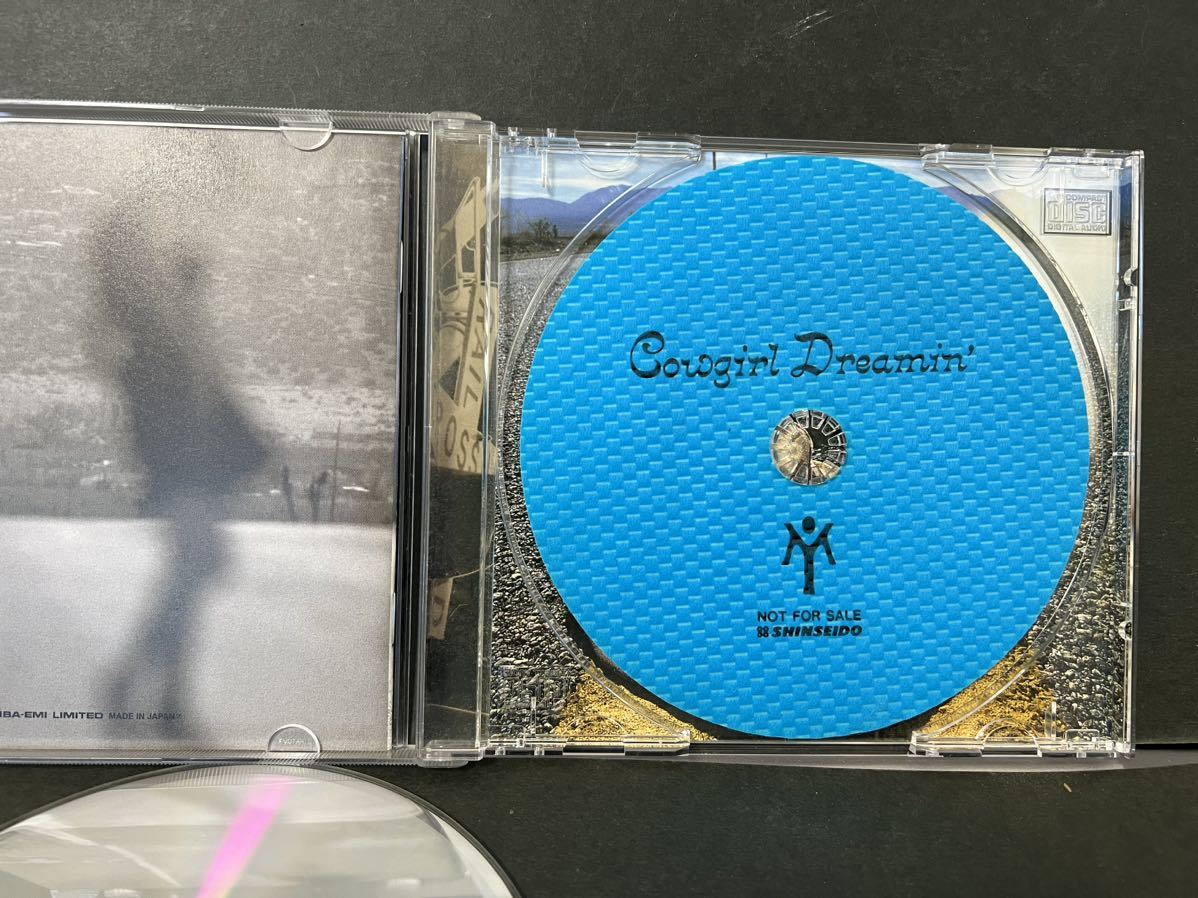 COMPACT
DISC
DIGITAL AUDIO
Cowgirl Dreamin'
NOT FOR SALE
SHINSEIDO
IBA-EMI LIMITED MADE IN JAPAN